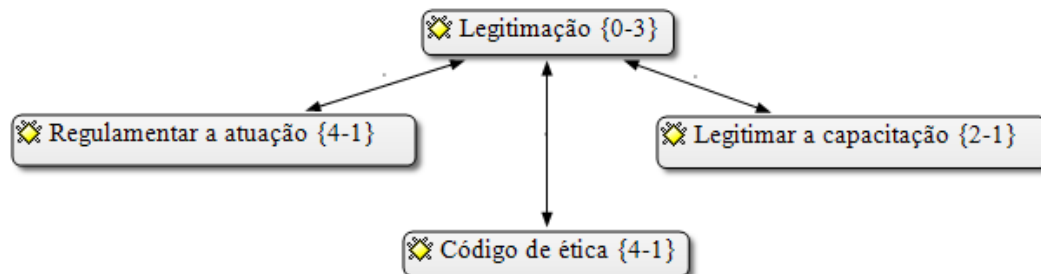 Legitimação {0-3}
Regulamentar a atuação {4-1}
Legitimar a capacitação {2-1}
Código de ética {4-1}